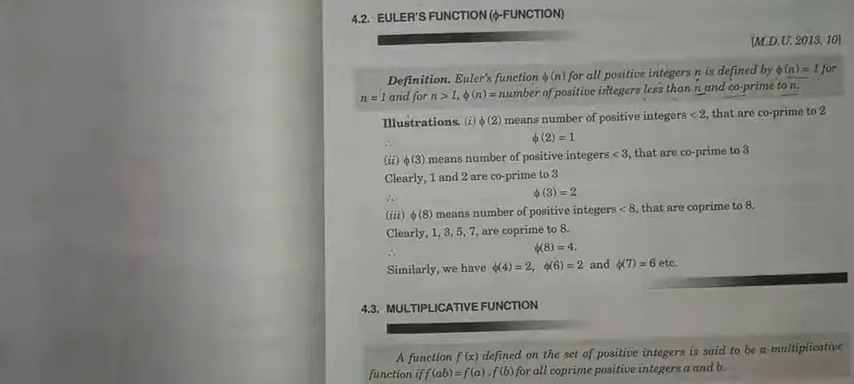 4.2. EULER'S FUNCTION (ϕ-FUNCTION)
[M.D.U. 2013, 10]
Definition. Euler's function ϕ (n) for all positive integers n is defined by ϕ (n) = 1 for
n = 1 and for n > 1, ϕ (n) = number of positive integers less than n and co-prime to n.
Illustrations. (i) ϕ (2) means number of positive integers < 2, that are co-prime to 2
∴ ϕ (2) = 1
(ii) ϕ (3) means number of positive integers < 3, that are co-prime to 3
Clearly, 1 and 2 are co-prime to 3
∴ ϕ (3) = 2
(iii) ϕ (8) means number of positive integers < 8, that are coprime to 8.
Clearly, 1, 3, 5, 7, are coprime to 8.
∴ ϕ(8) = 4.
Similarly, we have ϕ(4) = 2, ϕ(6) = 2 and ϕ(7) = 6 etc.
4.3. MULTIPLICATIVE FUNCTION
A function f (x) defined on the set of positive integers is said to be a multiplicative
function iff f (ab) = f (a) . f (b) for all coprime positive integers a and b.